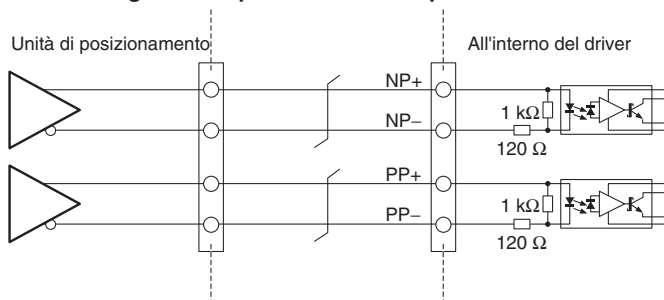 Unità di posizionamento
All'interno del driver
NP+
1 kΩ
NP−
120 Ω
PP+
1 kΩ
PP−
120 Ω